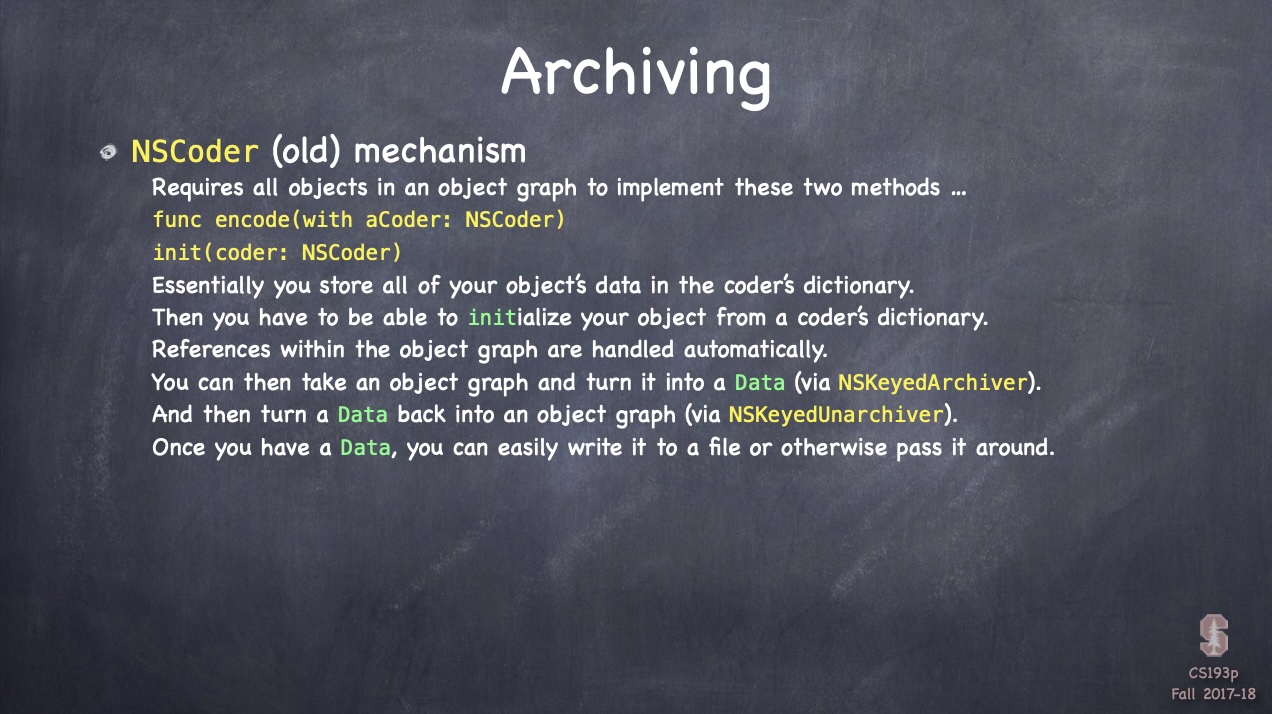 Archiving
NSCoder (old) mechanism
Requires all objects in an object graph to implement these two methods ...
func encode(with aCoder: NSCoder)
init(coder: NSCoder)
Essentially you store all of your object's data in the coder's dictionary.
Then you have to be able to initialize your object from a coder's dictionary.
References within the object graph are handled automatically.
You can then take an object graph and turn it into a Data (via NSKeyedArchiver).
And then turn a Data back into an object graph (via NSKeyedUnarchiver).
Once you have a Data, you can easily write it to a file or otherwise pass it around.
S
CS193p
Fall 2017-18